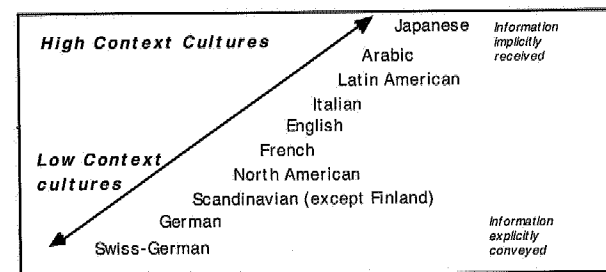 High Context Cultures
Japanese
Information
implicitly
received
Arabic
Latin American
Italian
English
French
Low Context
cultures
North American
Scandinavian (except Finland)
German
Swiss-German
Information
explicitly
conveyed